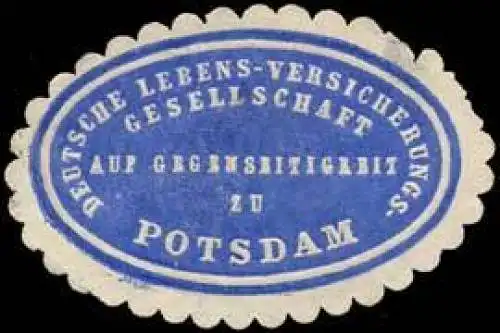 DEUTSCHE LEBENS-VERSICHERUNGS-
GESELLSCHAFT
AUF GEGENSEITIGKEIT
ZU
POTSDAM